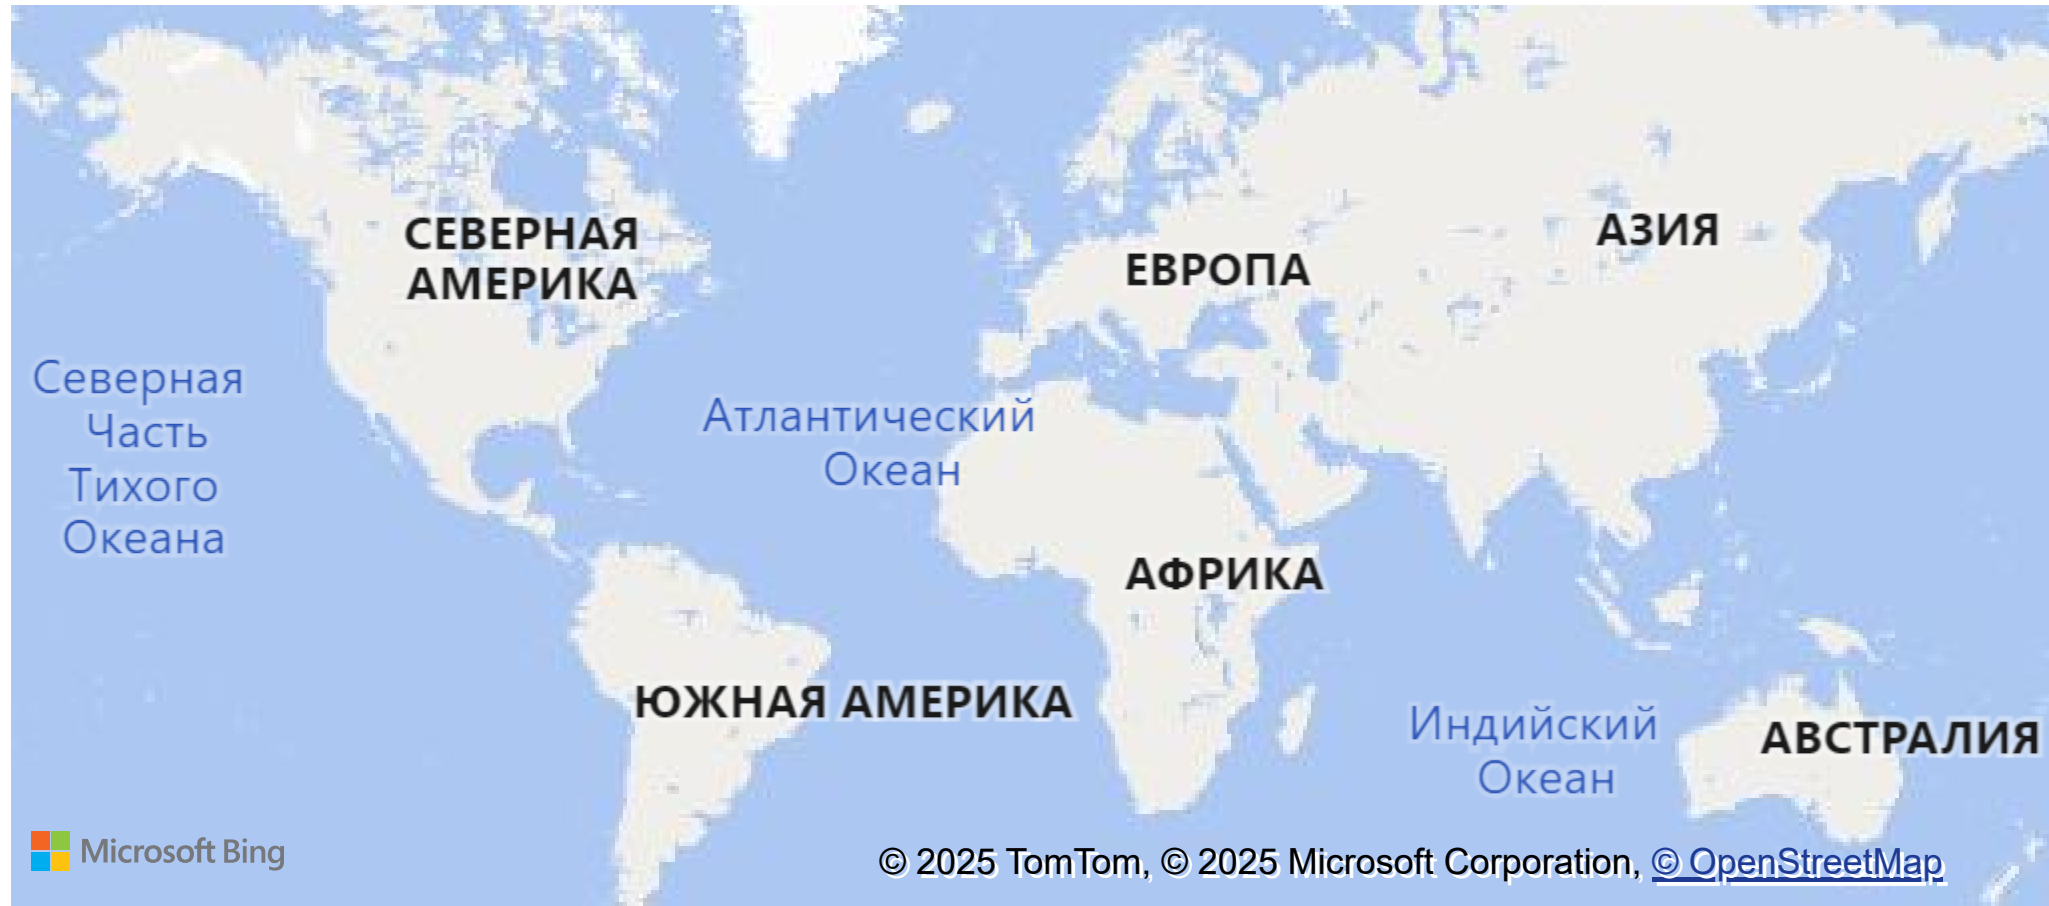 СЕВЕРНАЯ
АМЕРИКА
АЗИЯ
ЕВРОПА
Северная
Часть
Тихого
Океана
Атлантический
Океан
АФРИКА
ЮЖНАЯ АМЕРИКА
Индийский
Океан
АВСТРАЛИЯ
Microsoft Bing
© 2025 TomTom, © 2025 Microsoft Corporation, © OpenStreetMap